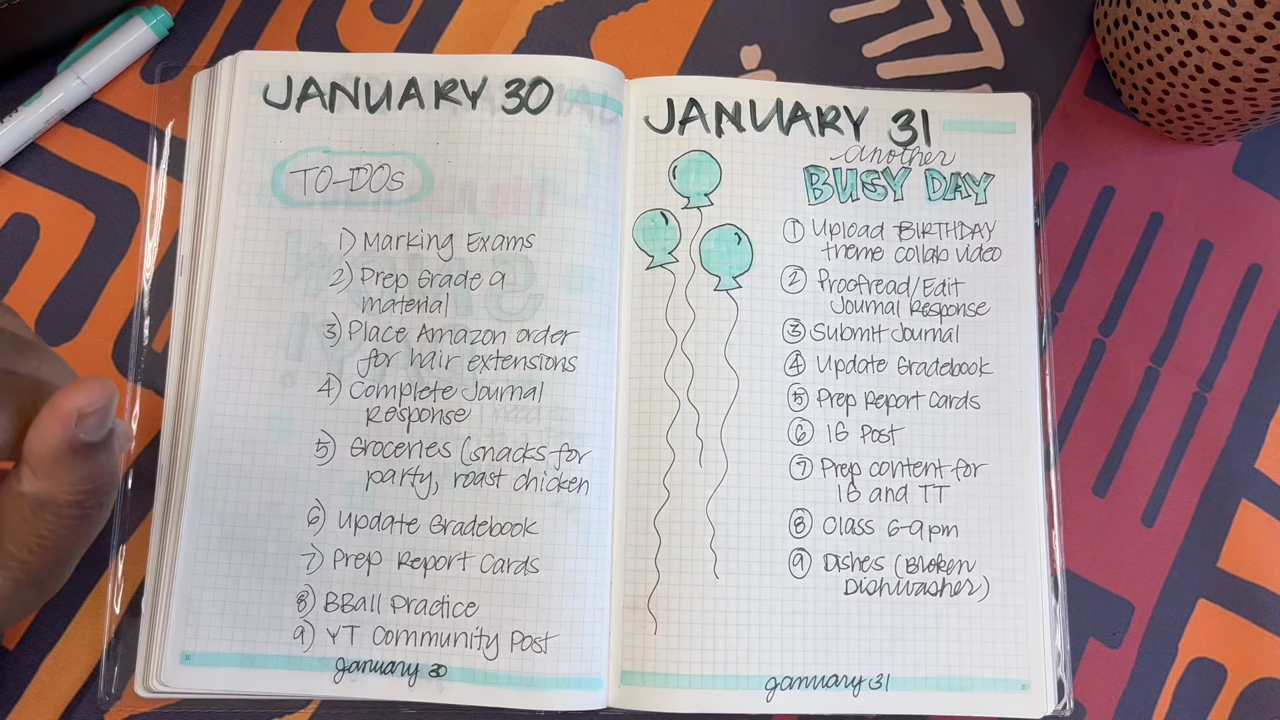 JANUARY 30
TO-DOS
1) Marking Exams
2) Prep Grade 9
material
3) Place Amazon order
for hair extensions
4) Complete Journal
Response
5) Groceries (snacks for
party, roast chicken
6) Update Gradebook
7) Prep Report Cards
8) BBall Practice
9) YT Community Post
30
january 30
JANUARY 31
another
BUSY DAY
① Upload BIRTHDAY
theme collab video
② Proofread/Edit
Journal Response
③ Submit Journal
④ Update Gradebook
⑤ Prep Report Cards
⑥ IG Post
⑦ Prep content for
IG and TT
⑧ Class 6-9pm
⑨ Dishes (Broken
Dishwasher)
january 31